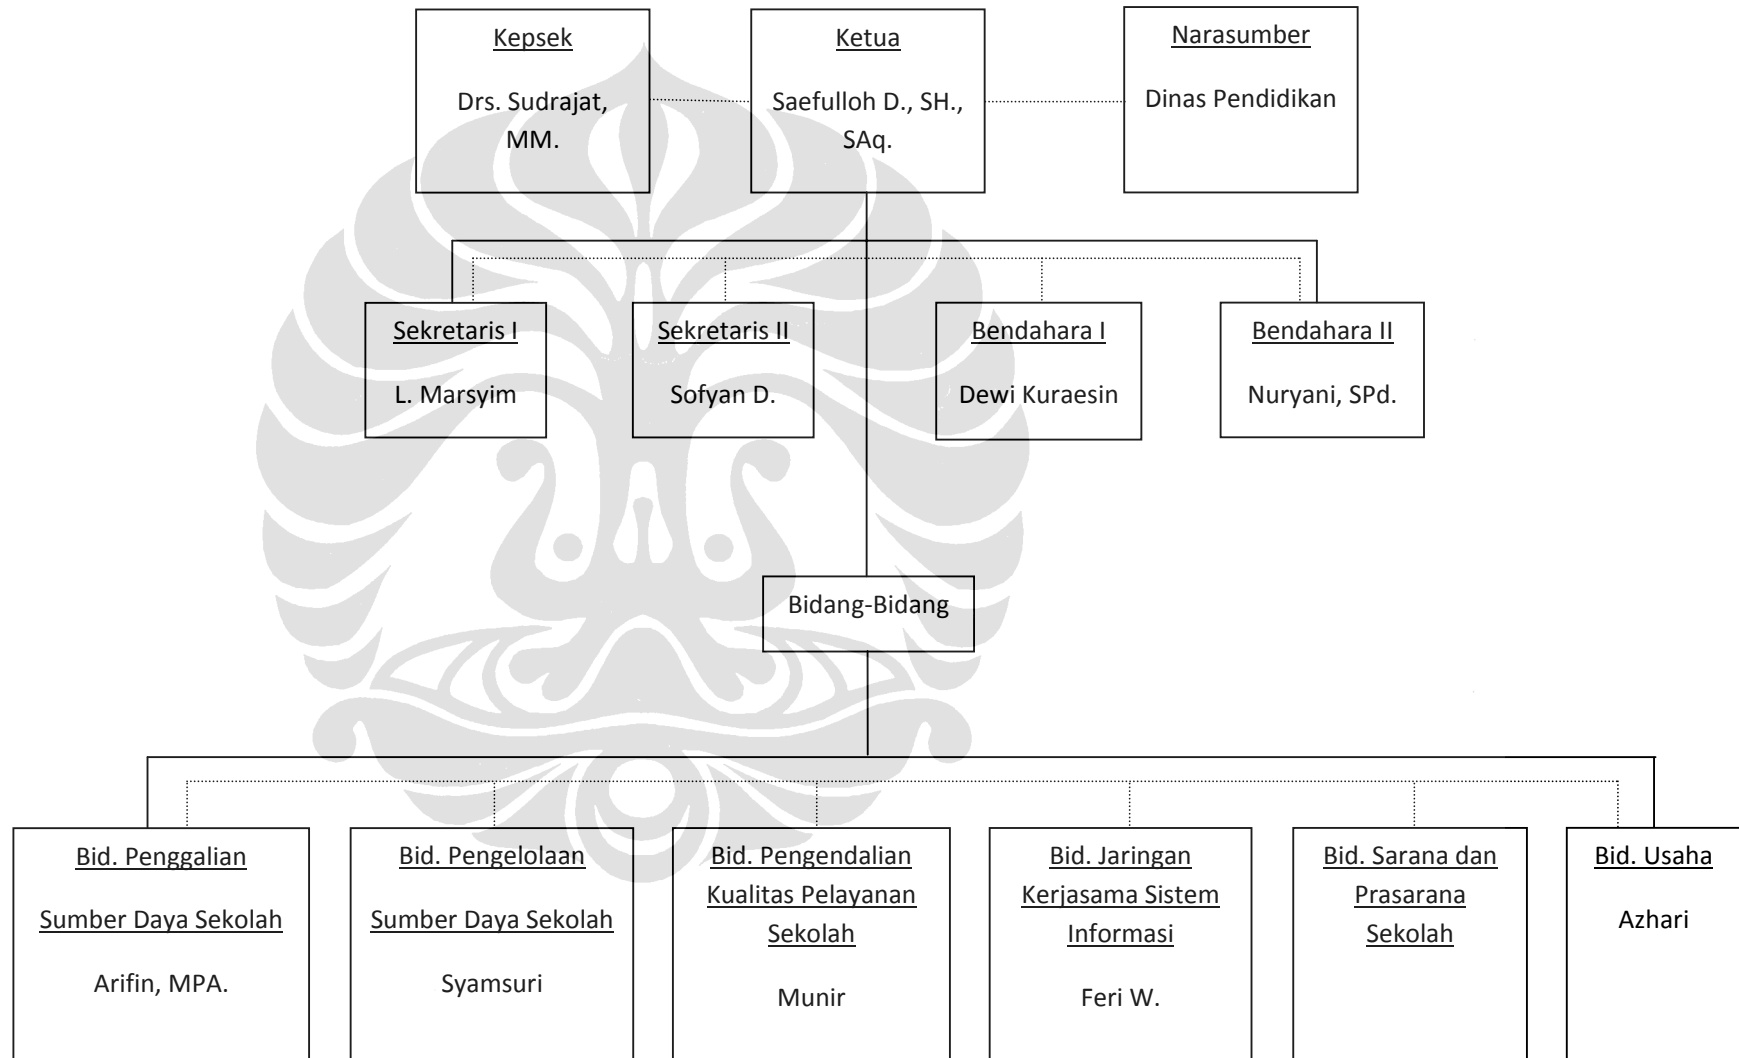 Kepsek
Drs. Sudrajat,
MM.
Ketua
Saefulloh D., SH.,
SAq.
Narasumber
Dinas Pendidikan
Sekretaris I
L. Marsyim
Sekretaris II
Sofyan D.
Bendahara I
Dewi Kuraesin
Bendahara II
Nuryani, SPd.
Bidang-Bidang
Bid. Penggalian
Sumber Daya Sekolah
Arifin, MPA.
Bid. Pengelolaan
Sumber Daya Sekolah
Syamsuri
Bid. Pengendalian
Kualitas Pelayanan
Sekolah
Munir
Bid. Jaringan
Kerjasama Sistem
Informasi
Feri W.
Bid. Sarana dan
Prasarana
Sekolah
Bid. Usaha
Azhari